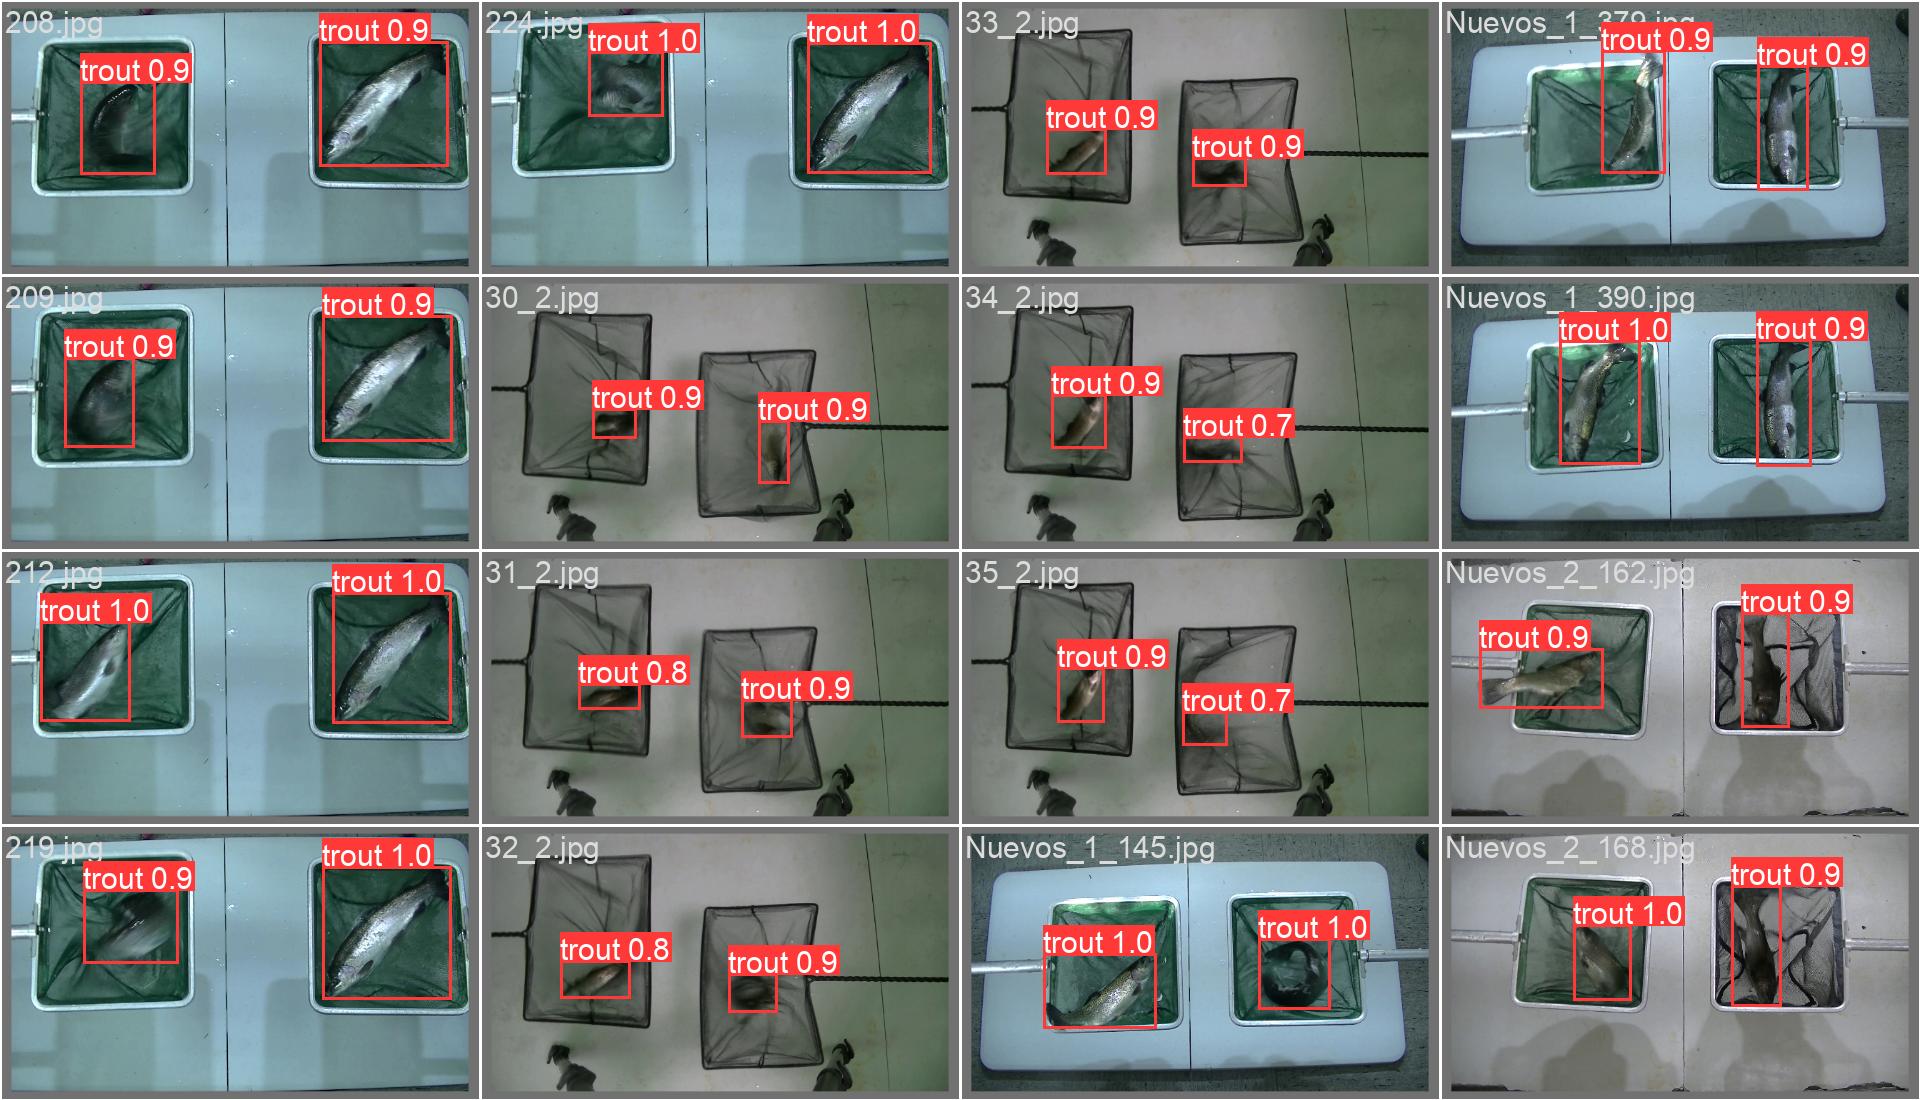 208.jpg
trout 0.9
trout 0.9
224.jpg
trout 1.0
trout 1.0
33_2.jpg
trout 0.9
trout 0.9
Nuevos_1_379.jpg
trout 0.9
trout 0.9
209.jpg
trout 0.9
trout 0.9
30_2.jpg
trout 0.9
trout 0.9
34_2.jpg
trout 0.9
trout 0.7
Nuevos_1_390.jpg
trout 1.0
trout 0.9
212.jpg
trout 1.0
trout 1.0
31_2.jpg
trout 0.8
trout 0.9
35_2.jpg
trout 0.9
trout 0.7
Nuevos_2_162.jpg
trout 0.9
trout 0.9
219.jpg
trout 0.9
trout 1.0
32_2.jpg
trout 0.8
trout 0.9
Nuevos_1_145.jpg
trout 1.0
trout 1.0
Nuevos_2_168.jpg
trout 1.0
trout 0.9